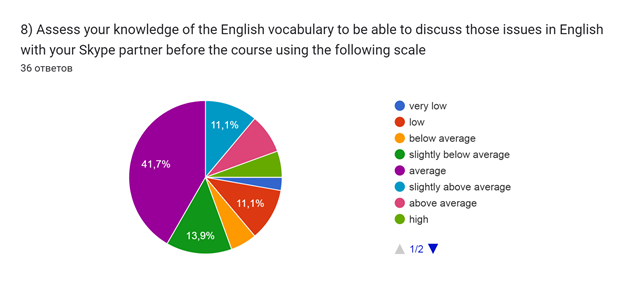 8) Assess your knowledge of the English vocabulary to be able to discuss those issues in English
with your Skype partner before the course using the following scale
36 ответов
11,1%
41,7%
11,1%
13,9%
very low
low
below average
slightly below average
average
slightly above average
above average
high
1/2